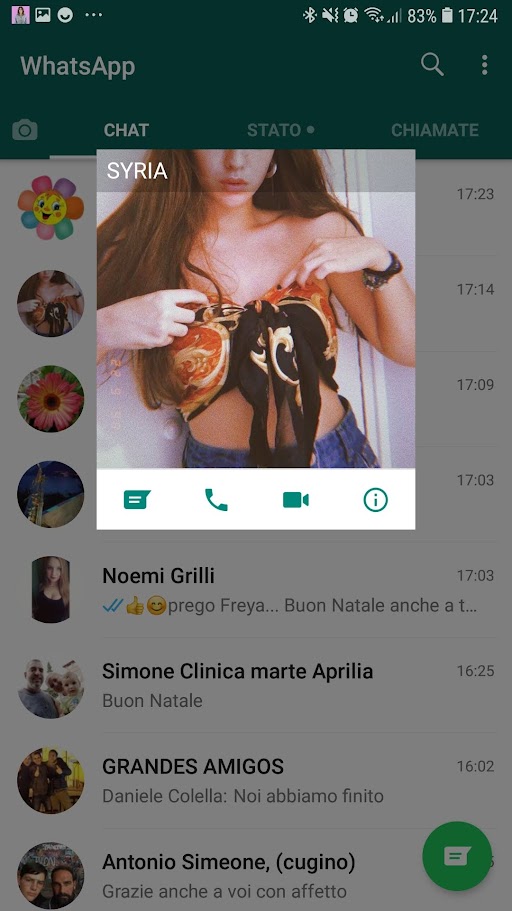 83% 17:24
WhatsApp
CHAT STATO CHIAMATE
SYRIA
17:23
17:14
17:09
17:03
Noemi Grilli 17:03
👍😊prego Freya... Buon Natale anche a t...
Simone Clinica marte Aprilia 16:25
Buon Natale
GRANDES AMIGOS 16:02
Daniele Colella: Noi abbiamo finito
Antonio Simeone, (cugino)
Grazie anche a voi con affetto